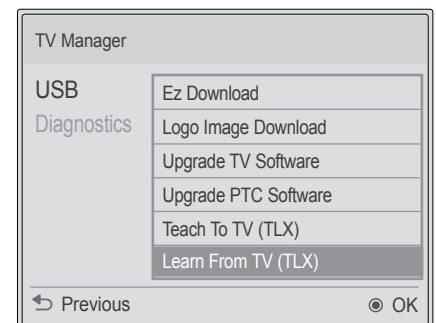 TV Manager
USB
Diagnostics
Ez Download
Logo Image Download
Upgrade TV Software
Upgrade PTC Software
Teach To TV (TLX)
Learn From TV (TLX)
Previous
OK